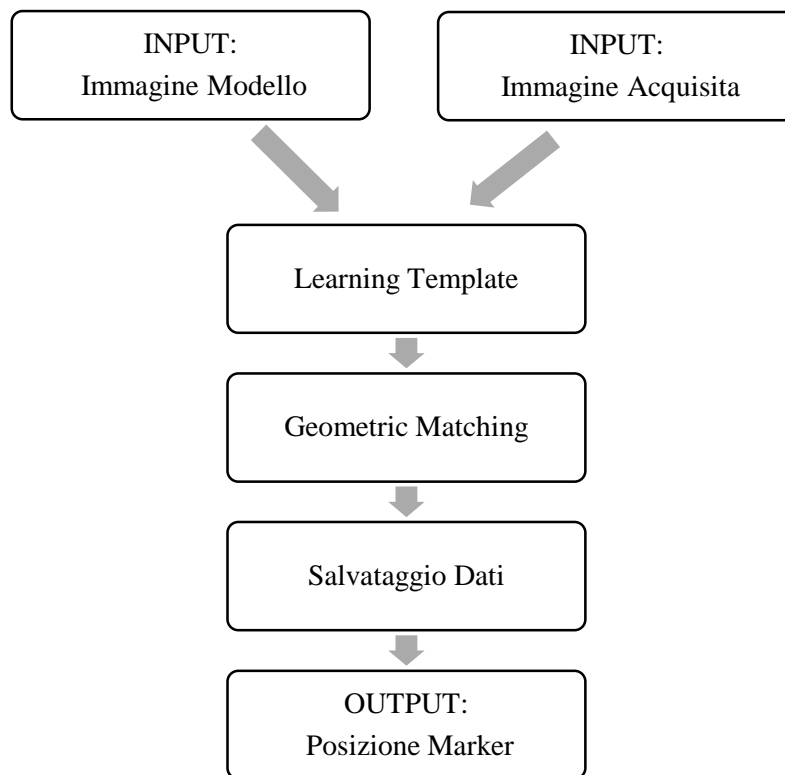 INPUT:
Immagine Modello
INPUT:
Immagine Acquisita
Learning Template
Geometric Matching
Salvataggio Dati
OUTPUT:
Posizione Marker